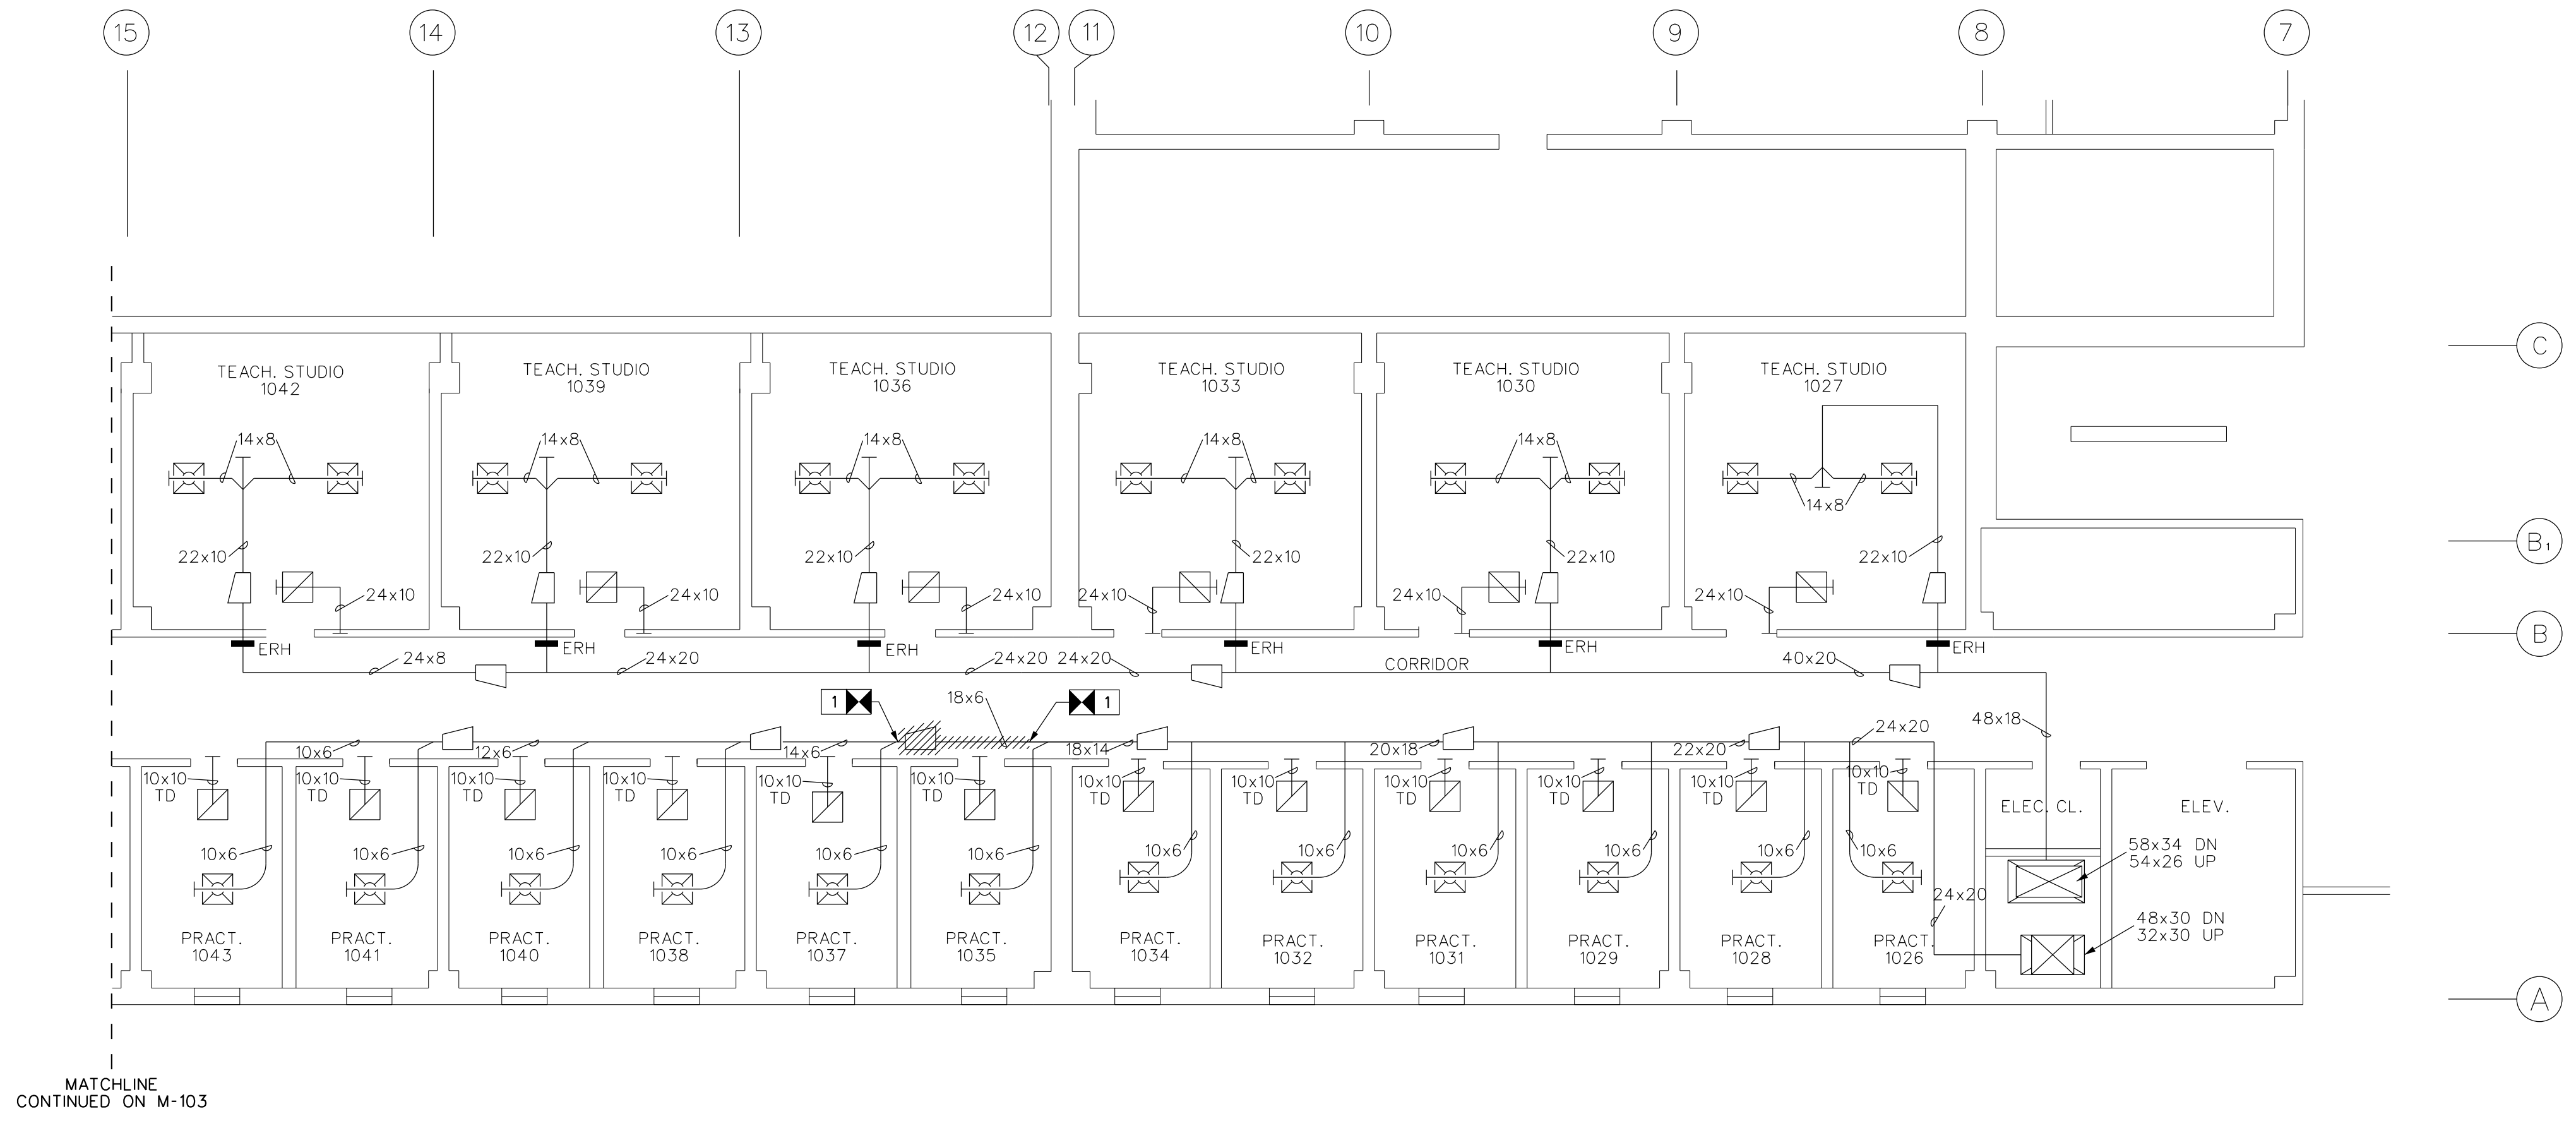 15
14
13
12
11
10
9
8
7
C
B₁
B
A
TEACH. STUDIO
1042
TEACH. STUDIO
1039
TEACH. STUDIO
1036
TEACH. STUDIO
1033
TEACH. STUDIO
1030
TEACH. STUDIO
1027
14x8
14x8
14x8
14x8
14x8
14x8
22x10
22x10
22x10
22x10
22x10
22x10
24x10
24x10
24x10
24x10
24x10
24x10
ERH
ERH
ERH
ERH
ERH
ERH
24x8
24x20
24x20
24x20
CORRIDOR
40x20
1
18x6
1
48x18
24x20
10x6
12x6
14x6
18x14
20x18
22x20
10x10
TD
10x10
TD
10x10
TD
10x10
TD
10x10
TD
10x10
TD
10x10
TD
10x10
TD
10x10
TD
10x10
TD
10x10
TD
10x10
TD
ELEC. CL.
ELEV.
10x6
10x6
10x6
10x6
10x6
10x6
10x6
10x6
10x6
10x6
10x6
10x6
58x34 DN
54x26 UP
24x20
48x30 DN
32x30 UP
PRACT.
1043
PRACT.
1041
PRACT.
1040
PRACT.
1038
PRACT.
1037
PRACT.
1035
PRACT.
1034
PRACT.
1032
PRACT.
1031
PRACT.
1029
PRACT.
1028
PRACT.
1026
MATCHLINE
CONTINUED ON M-103